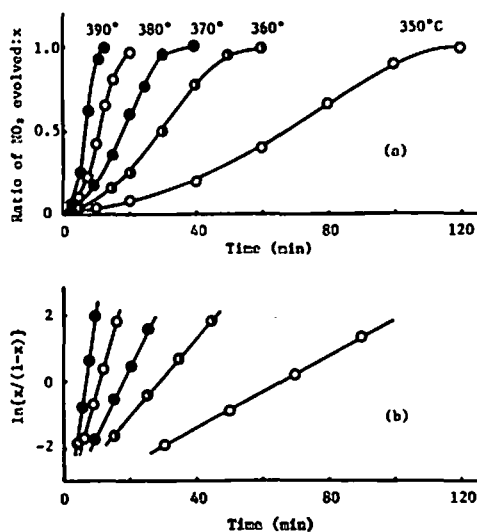 Ratio of NO₂ evolved:x
390° 380° 370° 360° 350°C
1.0
0.5
0
(a)
0 40 80 120
Time (min)
ln{x/(1-x)}
2
0
-2
(b)
0 40 80 120
Time (min)